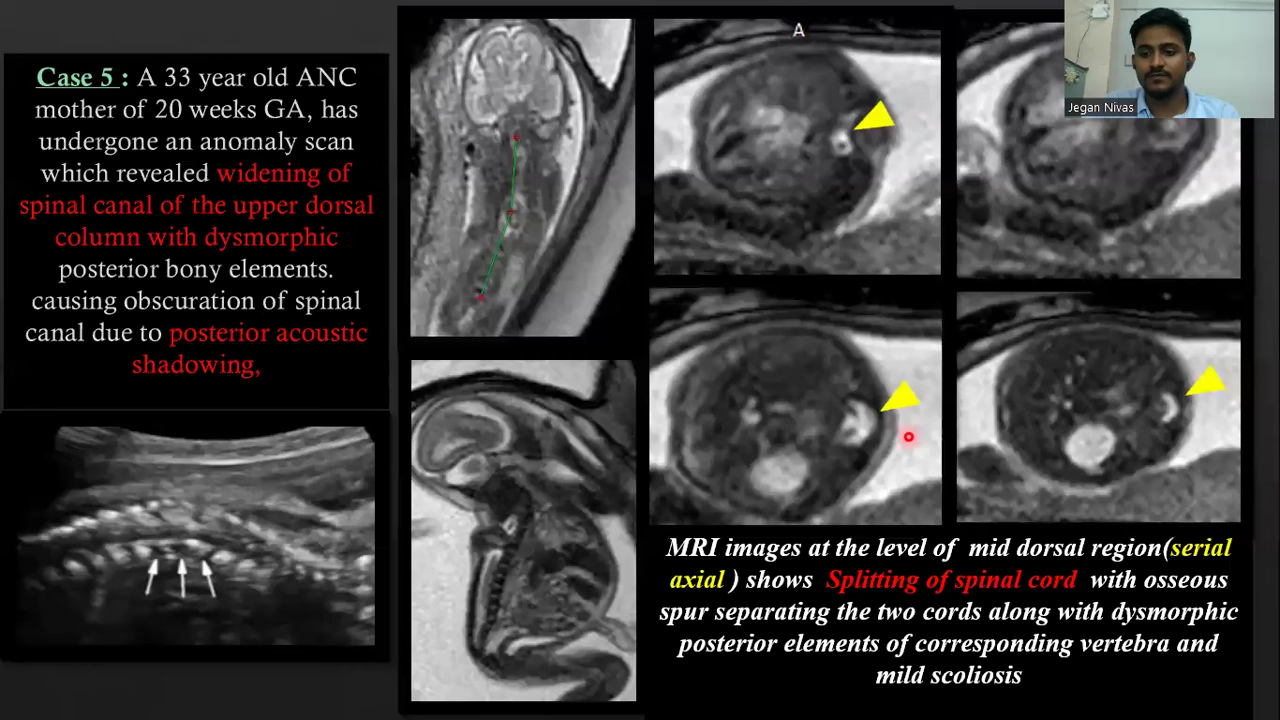 Case 5 : A 33 year old ANC
mother of 20 weeks GA, has
undergone an anomaly scan
which revealed widening of
spinal canal of the upper dorsal
column with dysmorphic
posterior bony elements.
causing obscuration of spinal
canal due to posterior acoustic
shadowing,
A
Jegan Nivas
MRI images at the level of mid dorsal region(serial
axial ) shows Splitting of spinal cord with osseous
spur separating the two cords along with dysmorphic
posterior elements of corresponding vertebra and
mild scoliosis